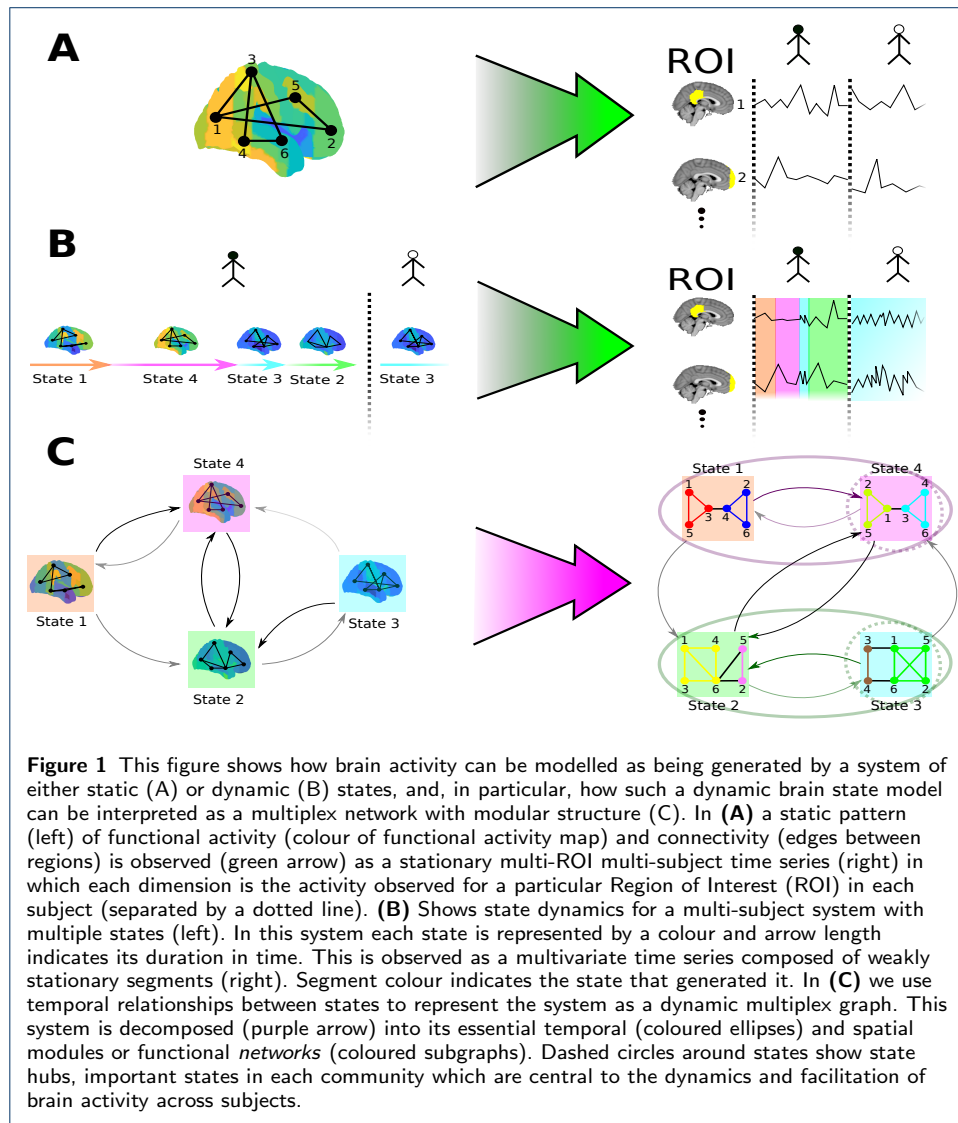 A
3
5
1
2
4
6
ROI
1
2
B
State 1
State 4
State 3
State 2
State 3
ROI
C
State 4
State 1
State 3
State 2
State 1
1
2
3
4
5
6
State 4
2
4
1
3
5
6
1
4
5
3
6
2
State 2
3
1
5
4
6
2
State 3
Figure 1 This figure shows how brain activity can be modelled as being generated by a system of
either static (A) or dynamic (B) states, and, in particular, how such a dynamic brain state model
can be interpreted as a multiplex network with modular structure (C). In (A) a static pattern
(left) of functional activity (colour of functional activity map) and connectivity (edges between
regions) is observed (green arrow) as a stationary multi-ROI multi-subject time series (right) in
which each dimension is the activity observed for a particular Region of Interest (ROI) in each
subject (separated by a dotted line). (B) Shows state dynamics for a multi-subject system with
multiple states (left). In this system each state is represented by a colour and arrow length
indicates its duration in time. This is observed as a multivariate time series composed of weakly
stationary segments (right). Segment colour indicates the state that generated it. In (C) we use
temporal relationships between states to represent the system as a dynamic multiplex graph. This
system is decomposed (purple arrow) into its essential temporal (coloured ellipses) and spatial
modules or functional networks (coloured subgraphs). Dashed circles around states show state
hubs, important states in each community which are central to the dynamics and facilitation of
brain activity across subjects.